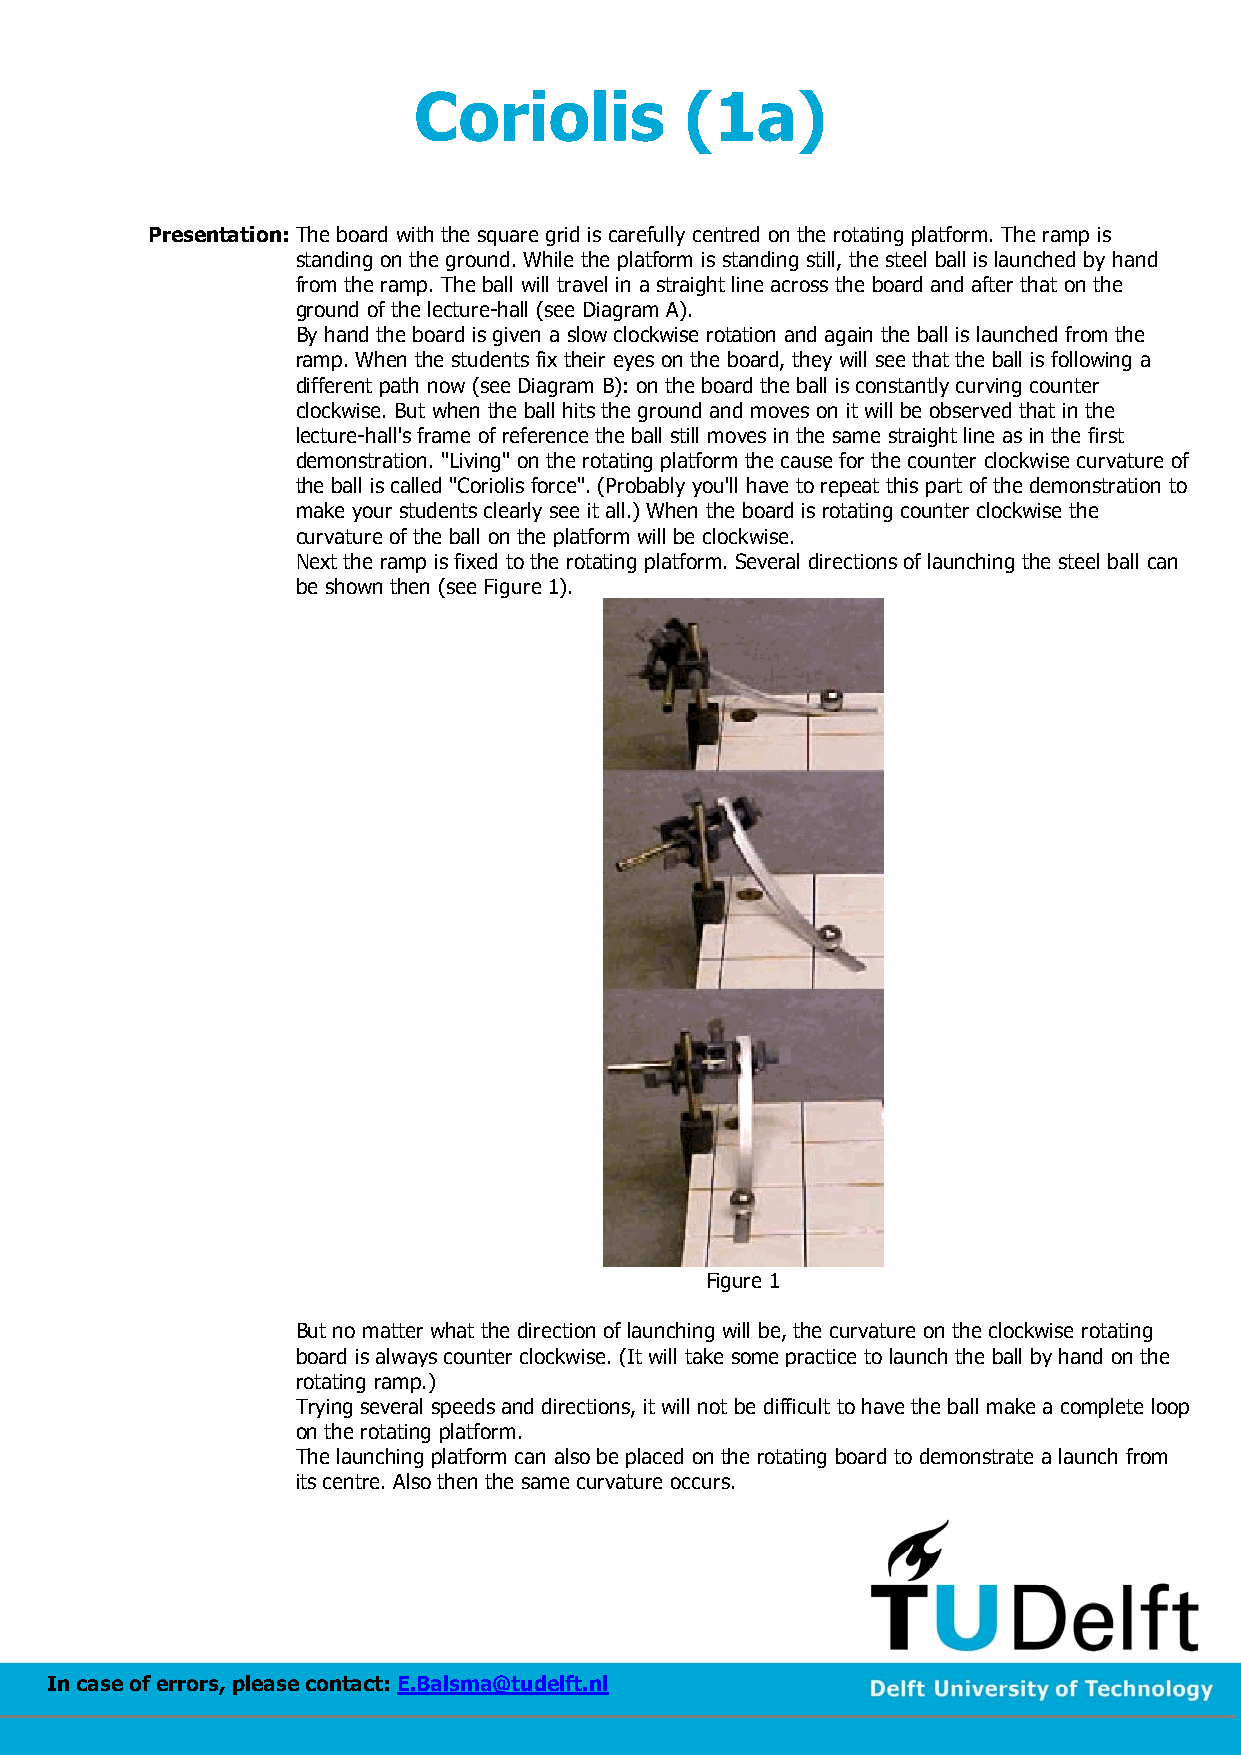 Coriolis (1a)
Presentation: The board with the square grid is carefully centred on the rotating platform. The ramp is
standing on the ground. While the platform is standing still, the steel ball is launched by hand
from the ramp. The ball will travel in a straight line across the board and after that on the
ground of the lecture-hall (see Diagram A).
By hand the board is given a slow clockwise rotation and again the ball is launched from the
ramp. When the students fix their eyes on the board, they will see that the ball is following a
different path now (see Diagram B): on the board the ball is constantly curving counter
clockwise. But when the ball hits the ground and moves on it will be observed that in the
lecture-hall's frame of reference the ball still moves in the same straight line as in the first
demonstration. "Living" on the rotating platform the cause for the counter clockwise curvature of
the ball is called "Coriolis force". (Probably you'll have to repeat this part of the demonstration to
make your students clearly see it all.) When the board is rotating counter clockwise the
curvature of the ball on the platform will be clockwise.
Next the ramp is fixed to the rotating platform. Several directions of launching the steel ball can
be shown then (see Figure 1).
Figure 1
But no matter what the direction of launching will be, the curvature on the clockwise rotating
board is always counter clockwise. (It will take some practice to launch the ball by hand on the
rotating ramp.)
Trying several speeds and directions, it will not be difficult to have the ball make a complete loop
on the rotating platform.
The launching platform can also be placed on the rotating board to demonstrate a launch from
its centre. Also then the same curvature occurs.
TUDelft
In case of errors, please contact: E.Balsma@tudelft.nl
Delft University of Technology